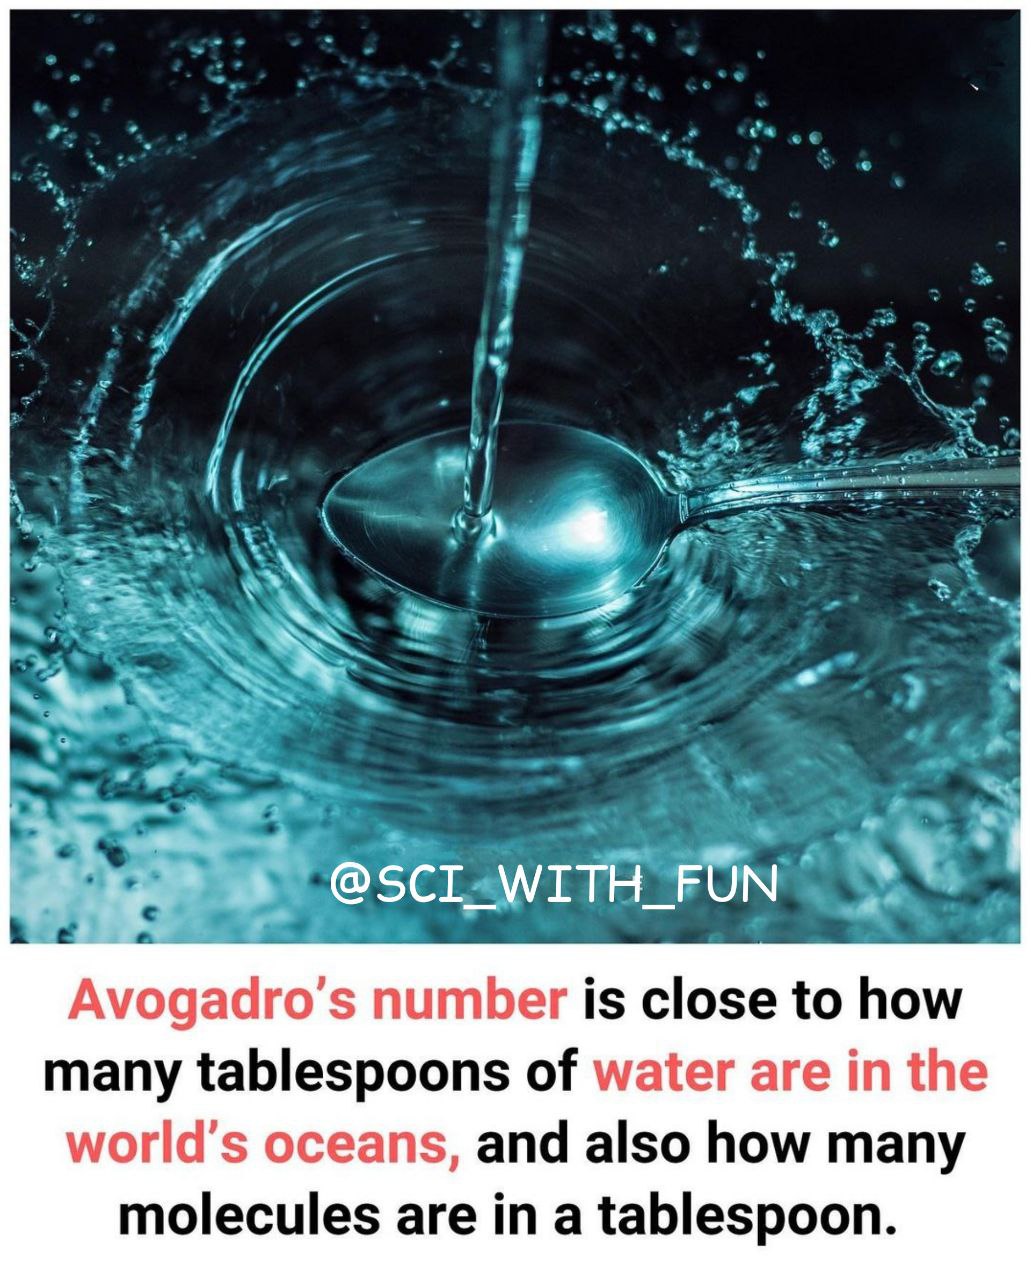 @SCI_WITH_FUN
Avogadro’s number is close to how
many tablespoons of water are in the
world’s oceans, and also how many
molecules are in a tablespoon.